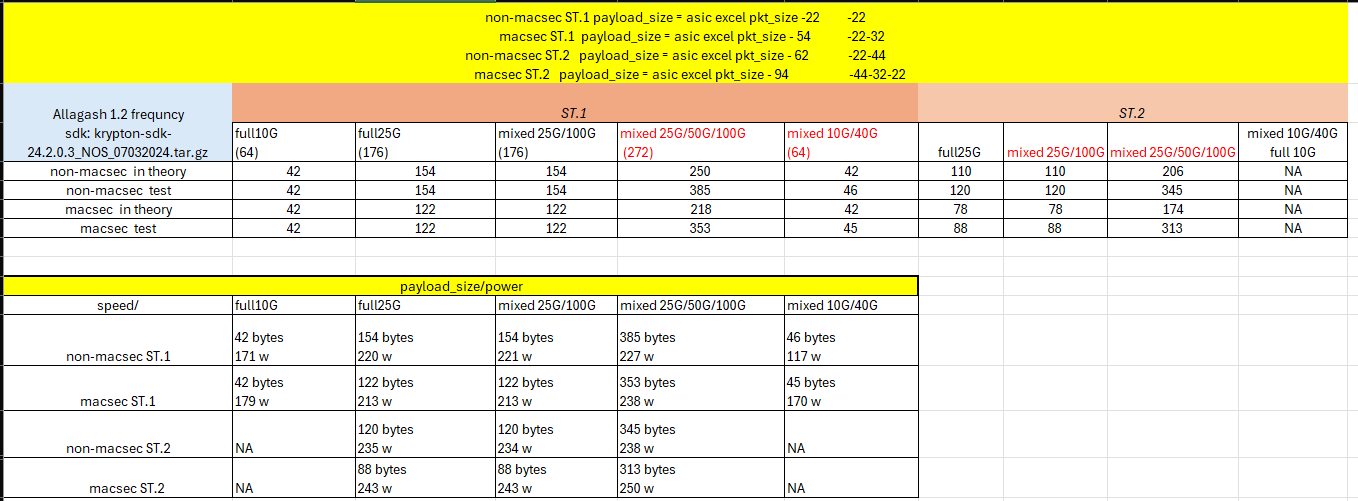 non-macsec ST.1 payload_size = asic excel pkt_size -22 -22
macsec ST.1 payload_size = asic excel pkt_size - 54 -22-32
non-macsec ST.2 payload_size = asic excel pkt_size - 62 -22-44
macsec ST.2 payload_size = asic excel pkt_size - 94 -44-32-22
Allagash 1.2 frequncy
sdk: krypton-sdk-
24.2.0.3_NOS_07032024.tar.gz
ST.1 ST.2
full10G
(64)
full25G
(176)
mixed 25G/100G
(176)
mixed 25G/50G/100G
(272)
mixed 10G/40G
(64)
full25G
mixed 25G/100G
mixed 25G/50G/100G
mixed 10G/40G
full 10G
non-macsec in theory 42 154 154 250 42 110 110 206 NA
non-macsec test 42 154 154 385 46 120 120 345 NA
macsec in theory 42 122 122 218 42 78 78 174 NA
macsec test 42 122 122 353 45 88 88 313 NA
payload_size/power
speed/ full10G full25G mixed 25G/100G mixed 25G/50G/100G mixed 10G/40G
42 bytes 154 bytes 154 bytes 385 bytes 46 bytes
non-macsec ST.1 171 w 220 w 221 w 227 w 117 w
42 bytes 122 bytes 122 bytes 353 bytes 45 bytes
macsec ST.1 179 w 213 w 213 w 238 w 170 w
120 bytes 120 bytes 345 bytes
non-macsec ST.2 NA 235 w 234 w 238 w NA
88 bytes 88 bytes 313 bytes
macsec ST.2 NA 243 w 243 w 250 w NA